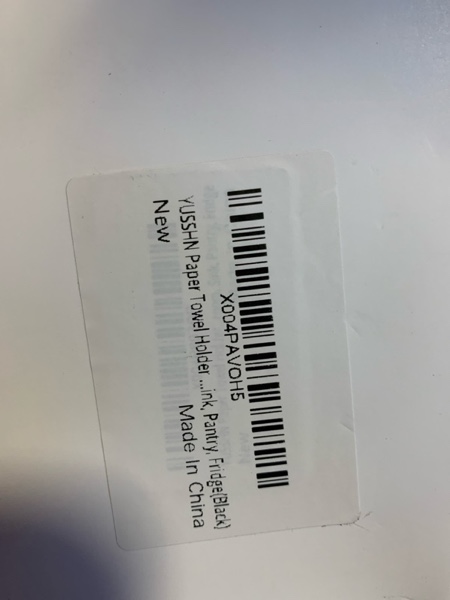 X004PAVOH5
YUSSHN Paper Towel Holder ...ink, Pantry, Fridge(Black)
New
Made In China